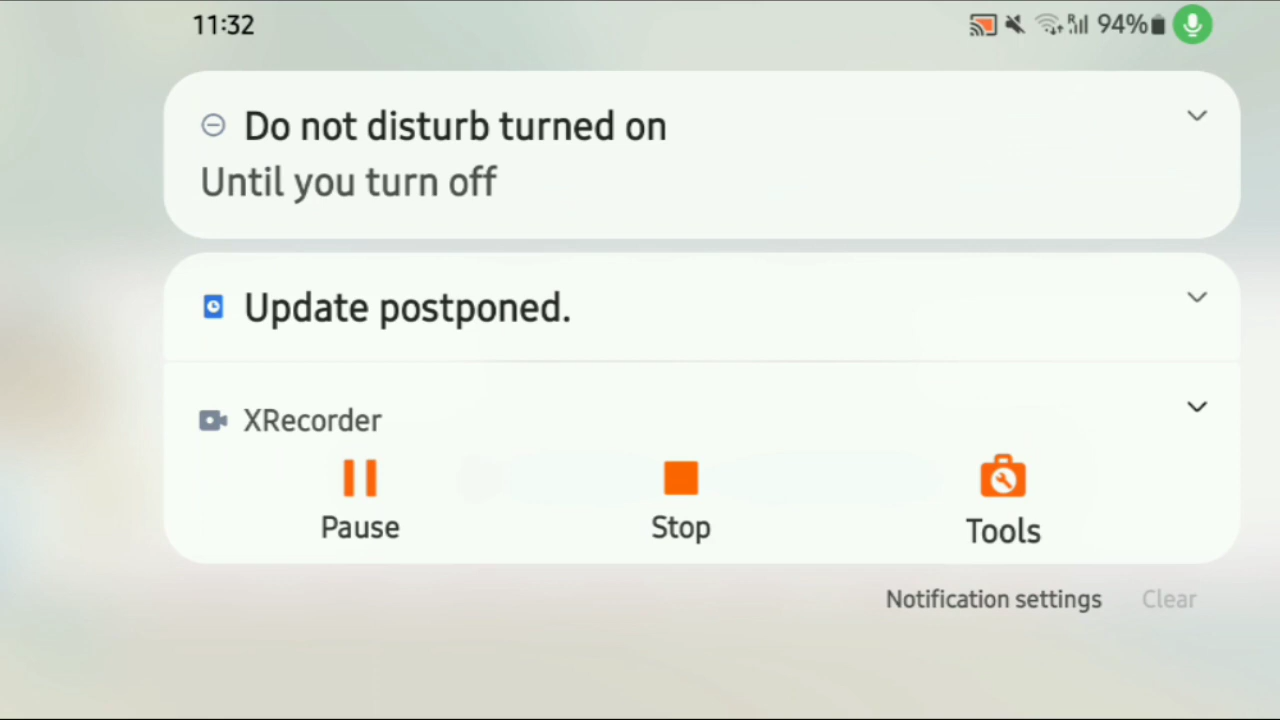 11:32 94%
Do not disturb turned on
Until you turn off
Update postponed.
XRecorder
Pause Stop Tools
Notification settings Clear